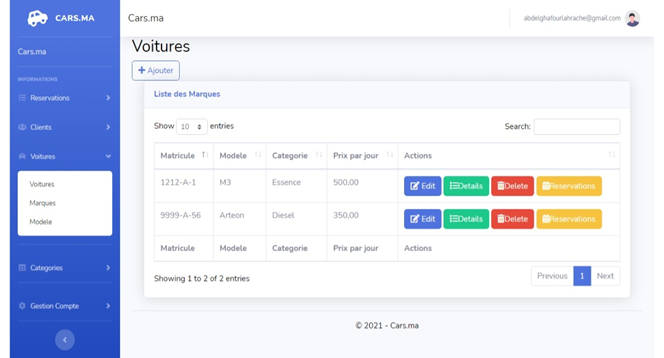 CARS.MA
Cars.ma
abdelghafourlahrache@gmail.com
Cars.ma
INFORMATIONS
Reservations
Clients
Voitures
Voitures
Marques
Modele
Categories
Gestion Compte
Voitures
+ Ajouter
Liste des Marques
Show 10 entries
Search:
Matricule Modele Categorie Prix par jour Actions
1212-A-1 M3 Essence 500,00 Edit Details Delete Reservations
9999-A-56 Arteon Diesel 350,00 Edit Details Delete Reservations
Matricule Modele Categorie Prix par jour Actions
Showing 1 to 2 of 2 entries
Previous 1 Next
© 2021 - Cars.ma